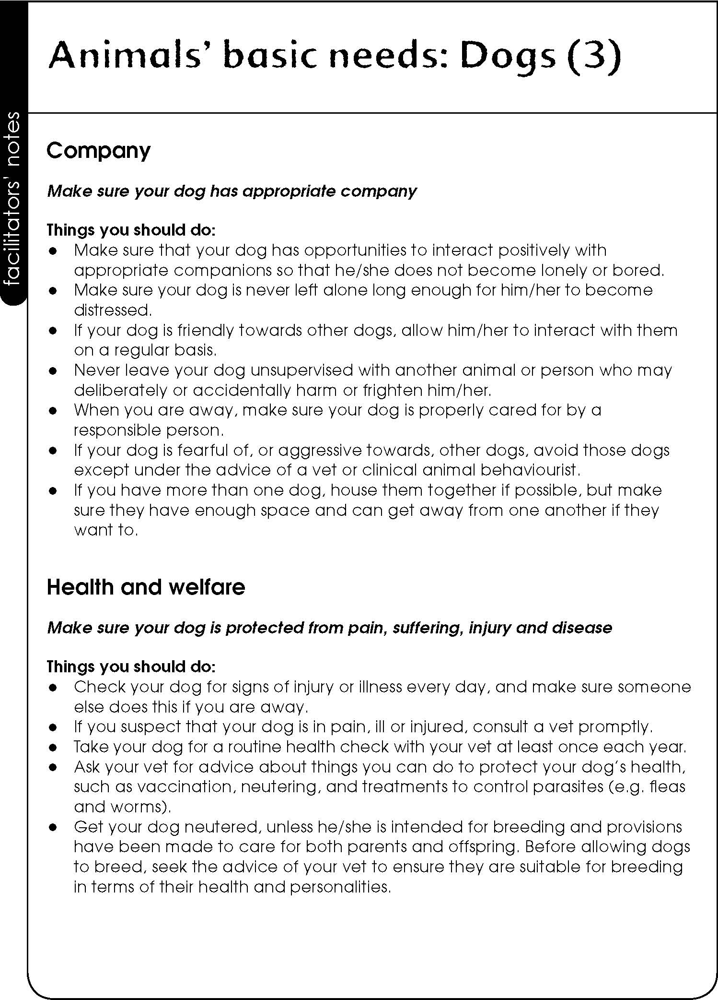 Animals’ basic needs: Dogs (3)
facilitators’ notes
Company
Make sure your dog has appropriate company
Things you should do:
● Make sure that your dog has opportunities to interact positively with
appropriate companions so that he/she does not become lonely or bored.
● Make sure your dog is never left alone long enough for him/her to become
distressed.
● If your dog is friendly towards other dogs, allow him/her to interact with them
on a regular basis.
● Never leave your dog unsupervised with another animal or person who may
deliberately or accidentally harm or frighten him/her.
● When you are away, make sure your dog is properly cared for by a
responsible person.
● If your dog is fearful of, or aggressive towards, other dogs, avoid those dogs
except under the advice of a vet or clinical animal behaviourist.
● If you have more than one dog, house them together if possible, but make
sure they have enough space and can get away from one another if they
want to.
Health and welfare
Make sure your dog is protected from pain, suffering, injury and disease
Things you should do:
● Check your dog for signs of injury or illness every day, and make sure someone
else does this if you are away.
● If you suspect that your dog is in pain, ill or injured, consult a vet promptly.
● Take your dog for a routine health check with your vet at least once each year.
● Ask your vet for advice about things you can do to protect your dog’s health,
such as vaccination, neutering, and treatments to control parasites (e.g. fleas
and worms).
● Get your dog neutered, unless he/she is intended for breeding and provisions
have been made to care for both parents and offspring. Before allowing dogs
to breed, seek the advice of your vet to ensure they are suitable for breeding
in terms of their health and personalities.